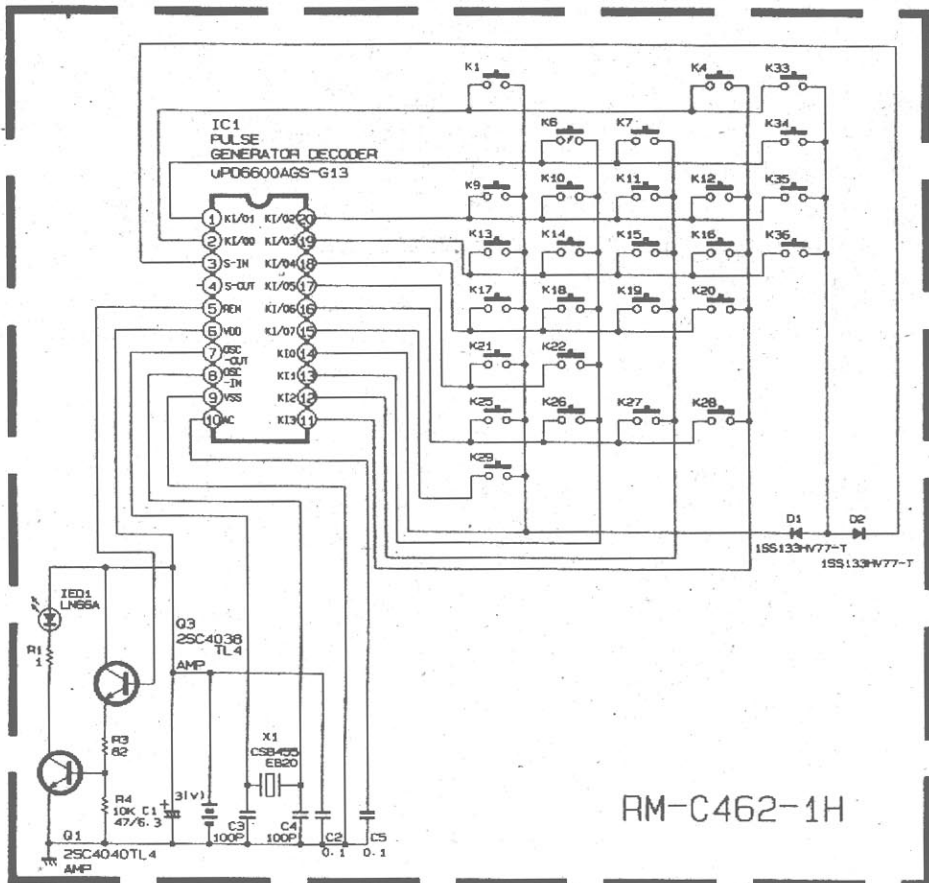 K1
K4
K33
IC1
PULSE
GENERATOR DECODER
uPD6600AGS-G13
K6
K7
K34
K9
K10
K11
K12
K35
K13
K14
K15
K16
K36
K17
K18
K19
K20
K21
K22
K25
K26
K27
K28
K29
1 KI/O1 KI/O2 20
2 KI/O0 KI/O3 19
3 S-IN KI/O4 18
4 S-OUT KI/O5 17
5 REM KI/O6 16
6 VDD KI/O7 15
7 OSC
-OUT KI0 14
8 OSC
-IN KI1 13
9 VSS KI2 12
10 AC KI3 11
D1
1SS133HV77-T
D2
1SS133HV77-T
IED1
LN66A
R1
1
Q3
2SC4038
TL4
AMP
R3
82
X1
CSB455
EB20
R4
10K
C1
47/6.3
+
3(V)
C3
100P
C4
100P
C2
0.1
C5
0.1
Q1
2SC4040TL4
AMP
RM-C462-1H